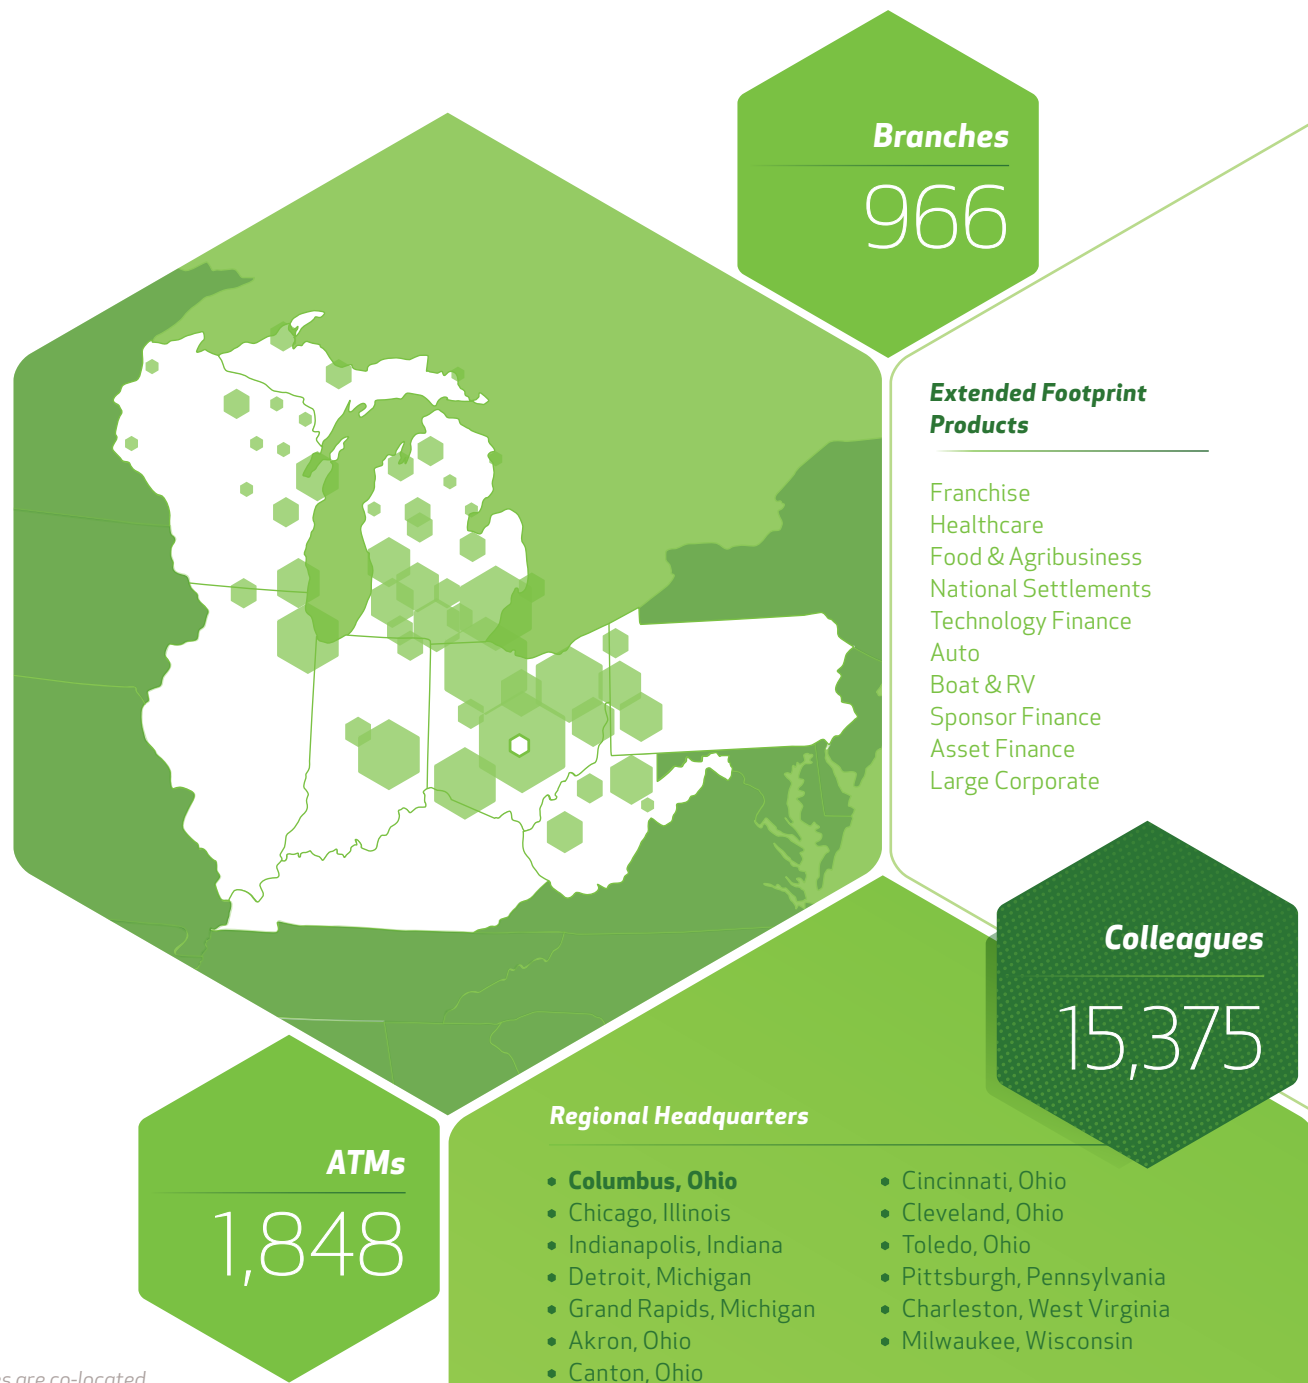 Branches
966
Extended Footprint
Products
Franchise
Healthcare
Food & Agribusiness
National Settlements
Technology Finance
Auto
Boat & RV
Sponsor Finance
Asset Finance
Large Corporate
Colleagues
15,375
ATMs
1,848
Regional Headquarters
• Columbus, Ohio
• Chicago, Illinois
• Indianapolis, Indiana
• Detroit, Michigan
• Grand Rapids, Michigan
• Akron, Ohio
• Canton, Ohio
• Cincinnati, Ohio
• Cleveland, Ohio
• Toledo, Ohio
• Pittsburgh, Pennsylvania
• Charleston, West Virginia
• Milwaukee, Wisconsin
are co-located